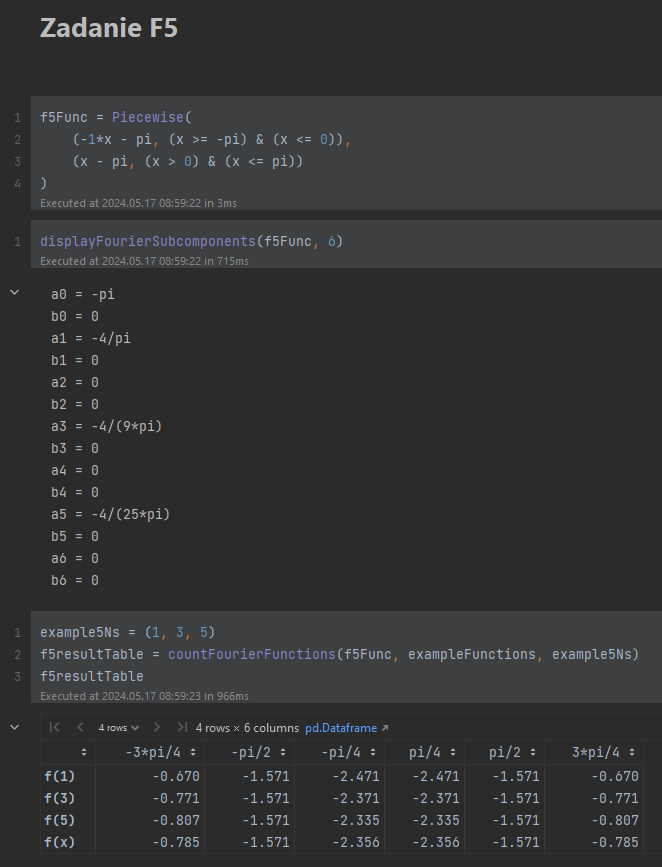 Zadanie F5
1 f5Func = Piecewise(
2 (-1*x - pi, (x >= -pi) & (x <= 0)),
3 (x - pi, (x > 0) & (x <= pi))
4 )
Executed at 2024.05.17 08:59:22 in 3ms
1 displayFourierSubcomponents(f5Func, 6)
Executed at 2024.05.17 08:59:22 in 715ms
a0 = -pi
b0 = 0
a1 = -4/pi
b1 = 0
a2 = 0
b2 = 0
a3 = -4/(9*pi)
b3 = 0
a4 = 0
b4 = 0
a5 = -4/(25*pi)
b5 = 0
a6 = 0
b6 = 0
1 example5Ns = (1, 3, 5)
2 f5resultTable = countFourierFunctions(f5Func, exampleFunctions, example5Ns)
3 f5resultTable
Executed at 2024.05.17 08:59:23 in 966ms
4 rows 4 rows × 6 columns pd.Dataframe
-3*pi/4 -pi/2 -pi/4 pi/4 pi/2 3*pi/4
f(1) -0.670 -1.571 -2.471 -2.471 -1.571 -0.670
f(3) -0.771 -1.571 -2.371 -2.371 -1.571 -0.771
f(5) -0.807 -1.571 -2.335 -2.335 -1.571 -0.807
f(x) -0.785 -1.571 -2.356 -2.356 -1.571 -0.785